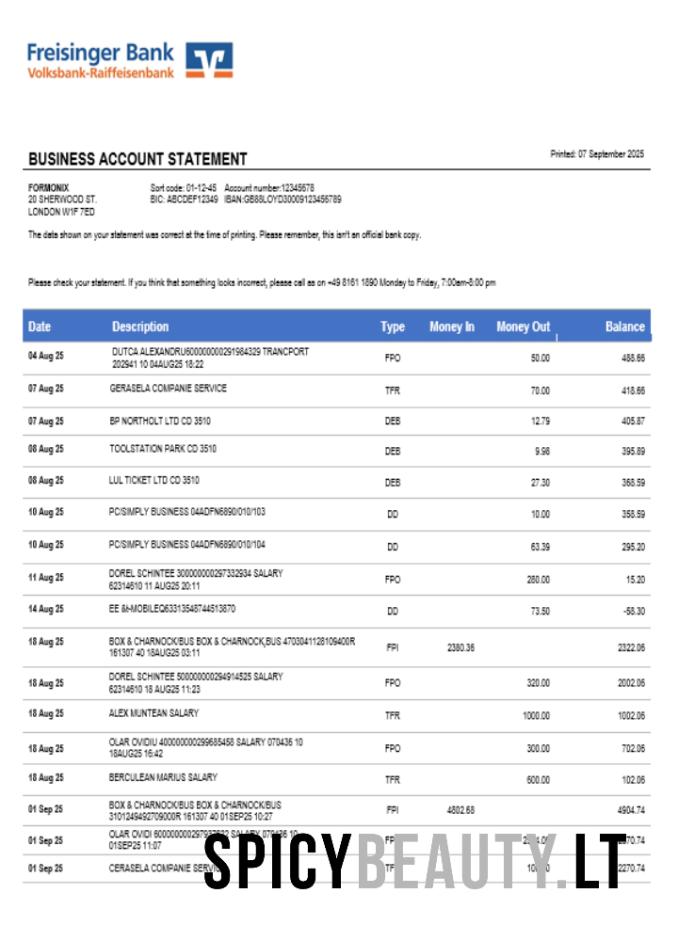 Freisinger Bank
Volksbank-Raiffeisenbank
BUSINESS ACCOUNT STATEMENT
Printed: 07 September 2025
FORMONIX Sort code: 01-12-45 Account number:12345678
20 SHERWOOD ST. BIC: ABCDEF12349 IBAN:GB88LOYD30009123456789
LONDON W1F 7ED
The data shown on your statement was correct at the time of printing. Please remember, this isn't an official bank copy.
Please check your statement. If you think that something looks incorrect, please call as on +49 8161 1890 Monday to Friday, 7:00am-8:00 pm
Date Description Type Money In Money Out Balance
04 Aug 25 DUTCA ALEXANDRU600000000291984329 TRANCPORT FPO 50.00 488.66
202941 10 04AUG25 18:22
07 Aug 25 GERASELA COMPANIE SERVICE TFR 70.00 418.66
07 Aug 25 BP NORTHOLT LTD CD 3510 DEB 12.79 405.87
08 Aug 25 TOOLSTATION PARK CD 3510 DEB 9.98 395.89
08 Aug 25 LUL TICKET LTD CD 3510 DEB 27.30 368.59
10 Aug 25 PC/SIMPLY BUSINESS 04ADFN6890/010/103 DD 10.00 358.59
10 Aug 25 PC/SIMPLY BUSINESS 04ADFN6890/010/104 DD 63.39 295.20
11 Aug 25 DOREL SCHINTEE 300000000297332934 SALARY FPO 280.00 15.20
62314610 11 AUG25 20:11
14 Aug 25 EE &t-MOBILEQ63313548744513870 DD 73.50 -58.30
18 Aug 25 BOX & CHARNOCK/BUS BOX & CHARNOCK,BUS 4703041128109400R FPI 2380.36 2322.06
161307 40 18AUG25 03:11
18 Aug 25 DOREL SCHINTEE 500000000294914525 SALARY FPO 320.00 2002.06
62314610 18 AUG25 11:23
18 Aug 25 ALEX MUNTEAN SALARY TFR 1000.00 1002.06
18 Aug 25 OLAR OVIDIU 400000000299685458 SALARY 070436 10 FPO 300.00 702.06
18AUG25 16:42
18 Aug 25 BERCULEAN MARIUS SALARY TFR 600.00 102.06
01 Sep 25 BOX & CHARNOCK/BUS BOX & CHARNOCK/BUS FPI 4802.68 4904.74
3101249492709000R 161307 40 01SEP25 10:27
01 Sep 25 OLAR OVIDI SALARY 070436 10
01SEP25 11:07
01 Sep 25 CERASELA COMPANIE 2270.74
SPICYBEAUTY.LT